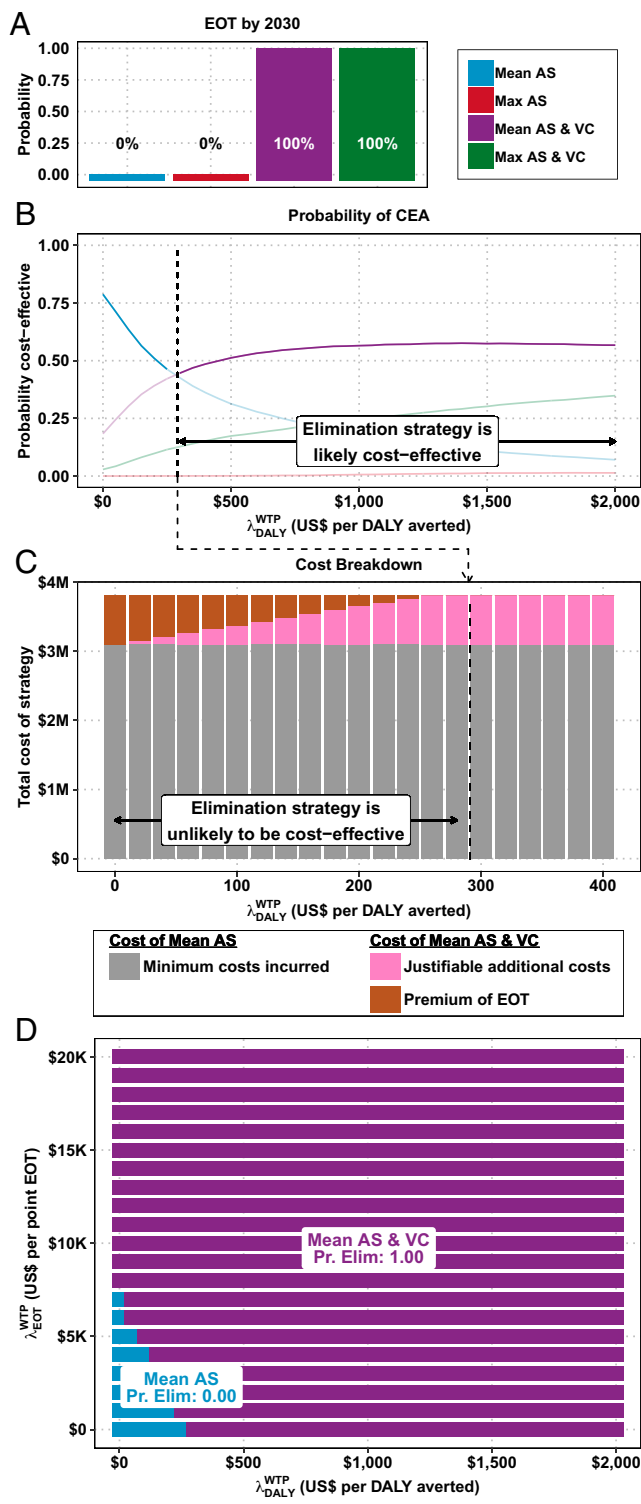 A
EOT by 2030
Probability
1.00
0.75
0.50
0.25
0.00
0%
0%
100%
100%
Mean AS
Max AS
Mean AS & VC
Max AS & VC
B
Probability of CEA
Probability cost−effective
1.00
0.75
0.50
0.25
0.00
Elimination strategy is
likely cost−effective
$0
$500
$1,000
$1,500
$2,000
λ WTP DALY (US$ per DALY averted)
C
Cost Breakdown
Total cost of strategy
$4M
$3M
$2M
$1M
$0
Elimination strategy is
unlikely to be cost−effective
0
100
200
300
400
λ WTP DALY (US$ per DALY averted)
Cost of Mean AS
Minimum costs incurred
Cost of Mean AS & VC
Justifiable additional costs
Premium of EOT
D
λ WTP EOT (US$ per point EOT)
$20K
$15K
$10K
$5K
$0
Mean AS & VC
Pr. Elim: 1.00
Mean AS
Pr. Elim: 0.00
$0
$500
$1,000
$1,500
$2,000
λ WTP DALY (US$ per DALY averted)